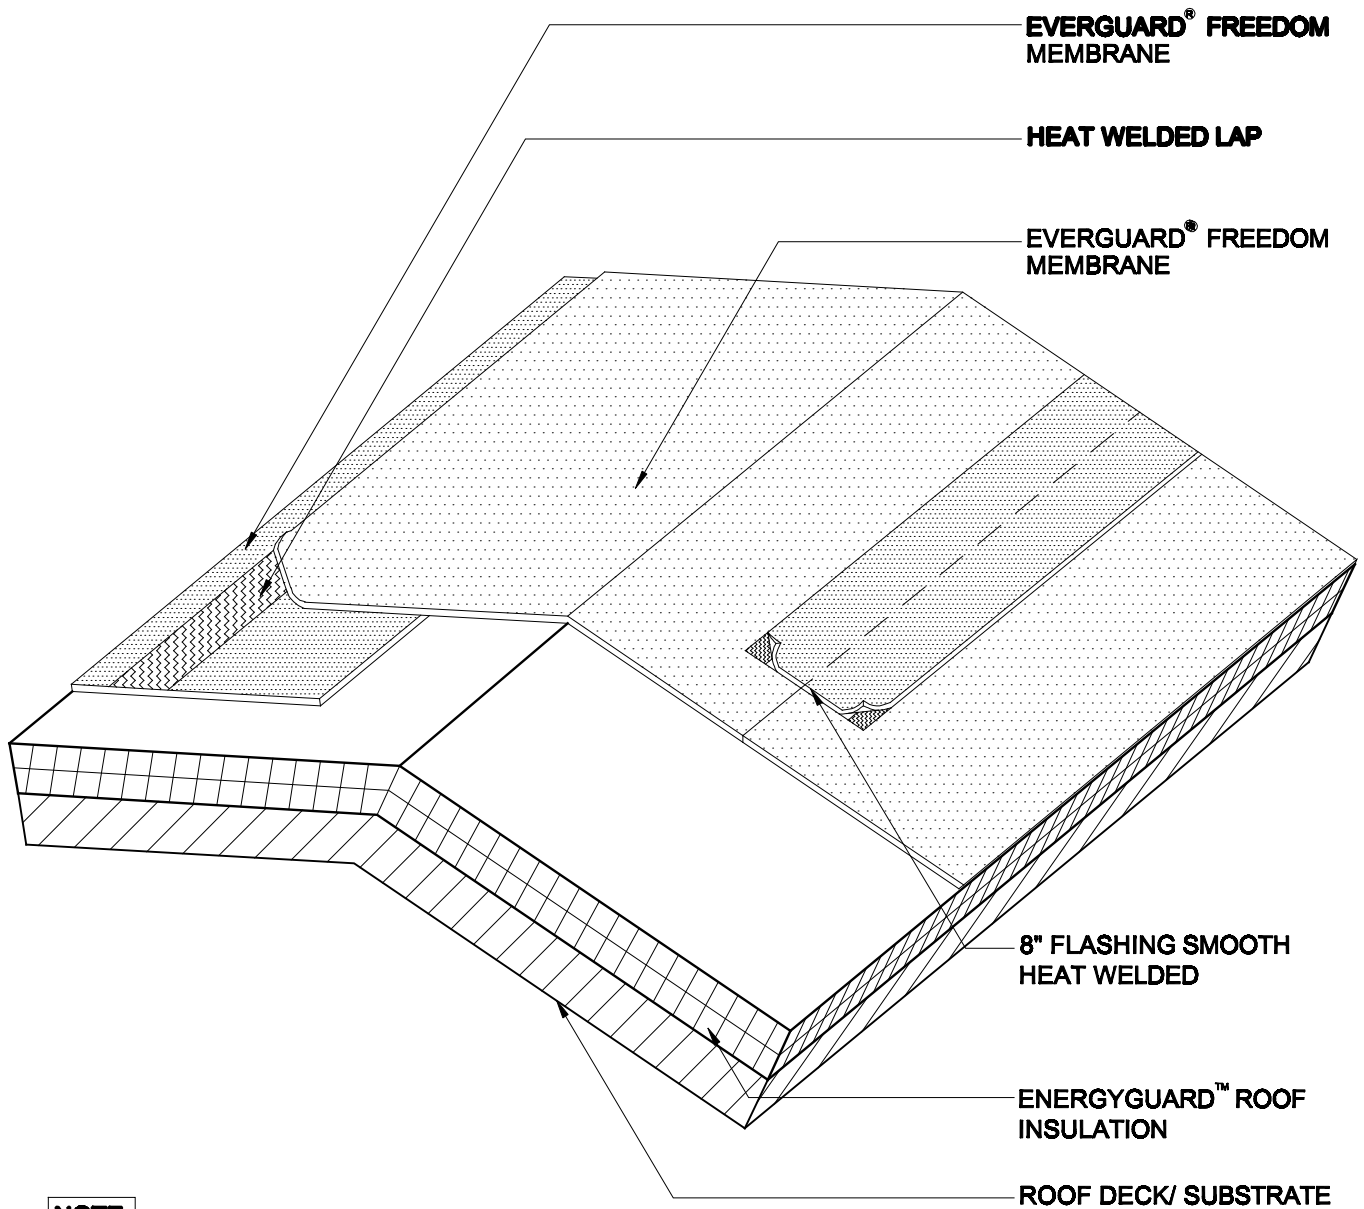 EVERGUARD® FREEDOM
MEMBRANE
HEAT WELDED LAP
EVERGUARD® FREEDOM
MEMBRANE
8" FLASHING SMOOTH
HEAT WELDED
ENERGYGUARD™ ROOF
INSULATION
ROOF DECK/ SUBSTRATE
NOTE